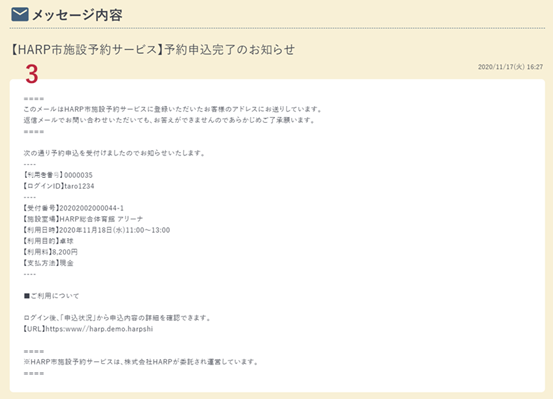 メッセージ内容
【HARP市施設予約サービス】予約申込完了のお知らせ
3
2020/11/17(火) 16:27
====
このメールはHARP市施設予約サービスに登録いただいたお客様のアドレスにお送りしています。
返信メールでお問い合わせいただいても、お答えができませんのであらかじめご了承願います。
====
次の通り予約申込を受付けましたのでお知らせいたします。
----
【利用者番号】0000035
【ログインID】taro1234
----
【受付番号】20202002000044-1
【施設室場】HARP総合体育館 アリーナ
【利用日時】2020年11月18日(水)11:00～13:00
【利用目的】卓球
【利用料】8,200円
【支払方法】現金
----
■ご利用について
ログイン後、「申込状況」から申込内容の詳細を確認できます。
【URL】https:www//harp.demo.harpshi
====
※HARP市施設予約サービスは、株式会社HARPが委託され運営しています。
====